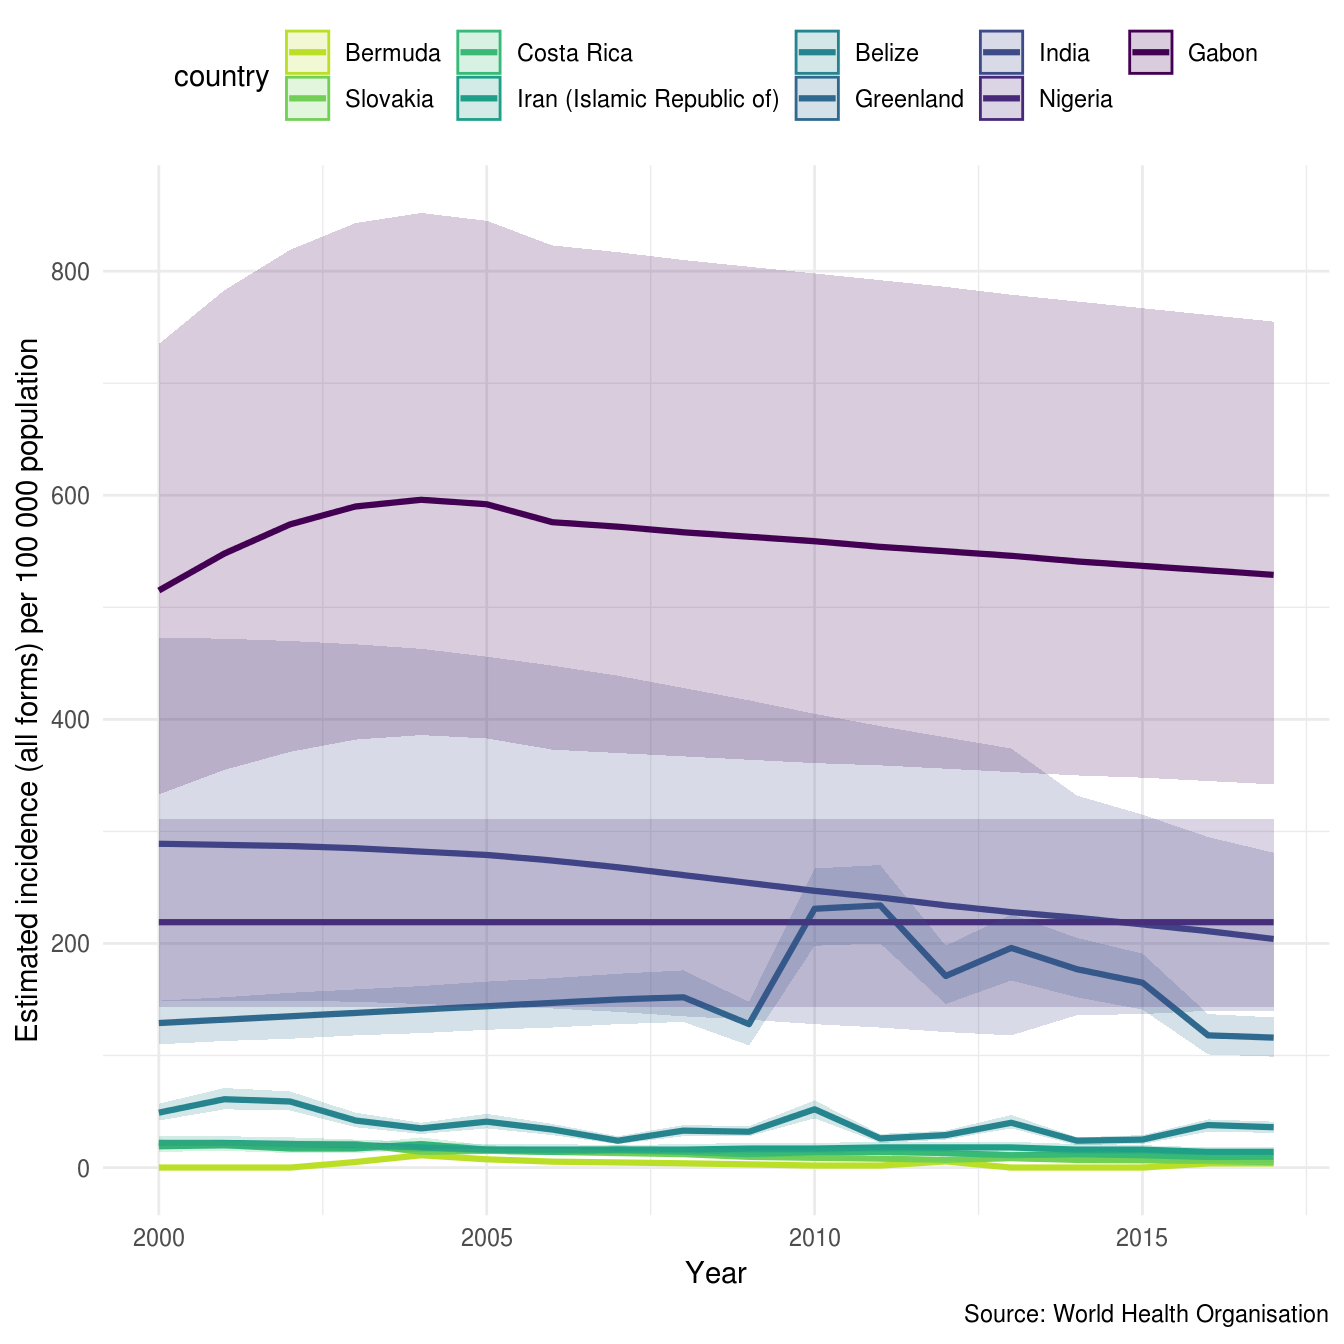 country
Bermuda
Slovakia
Costa Rica
Iran (Islamic Republic of)
Belize
Greenland
India
Nigeria
Gabon
Estimated incidence (all forms) per 100 000 population
800
600
400
200
0
2000 2005 2010 2015
Year
Source: World Health Organisation